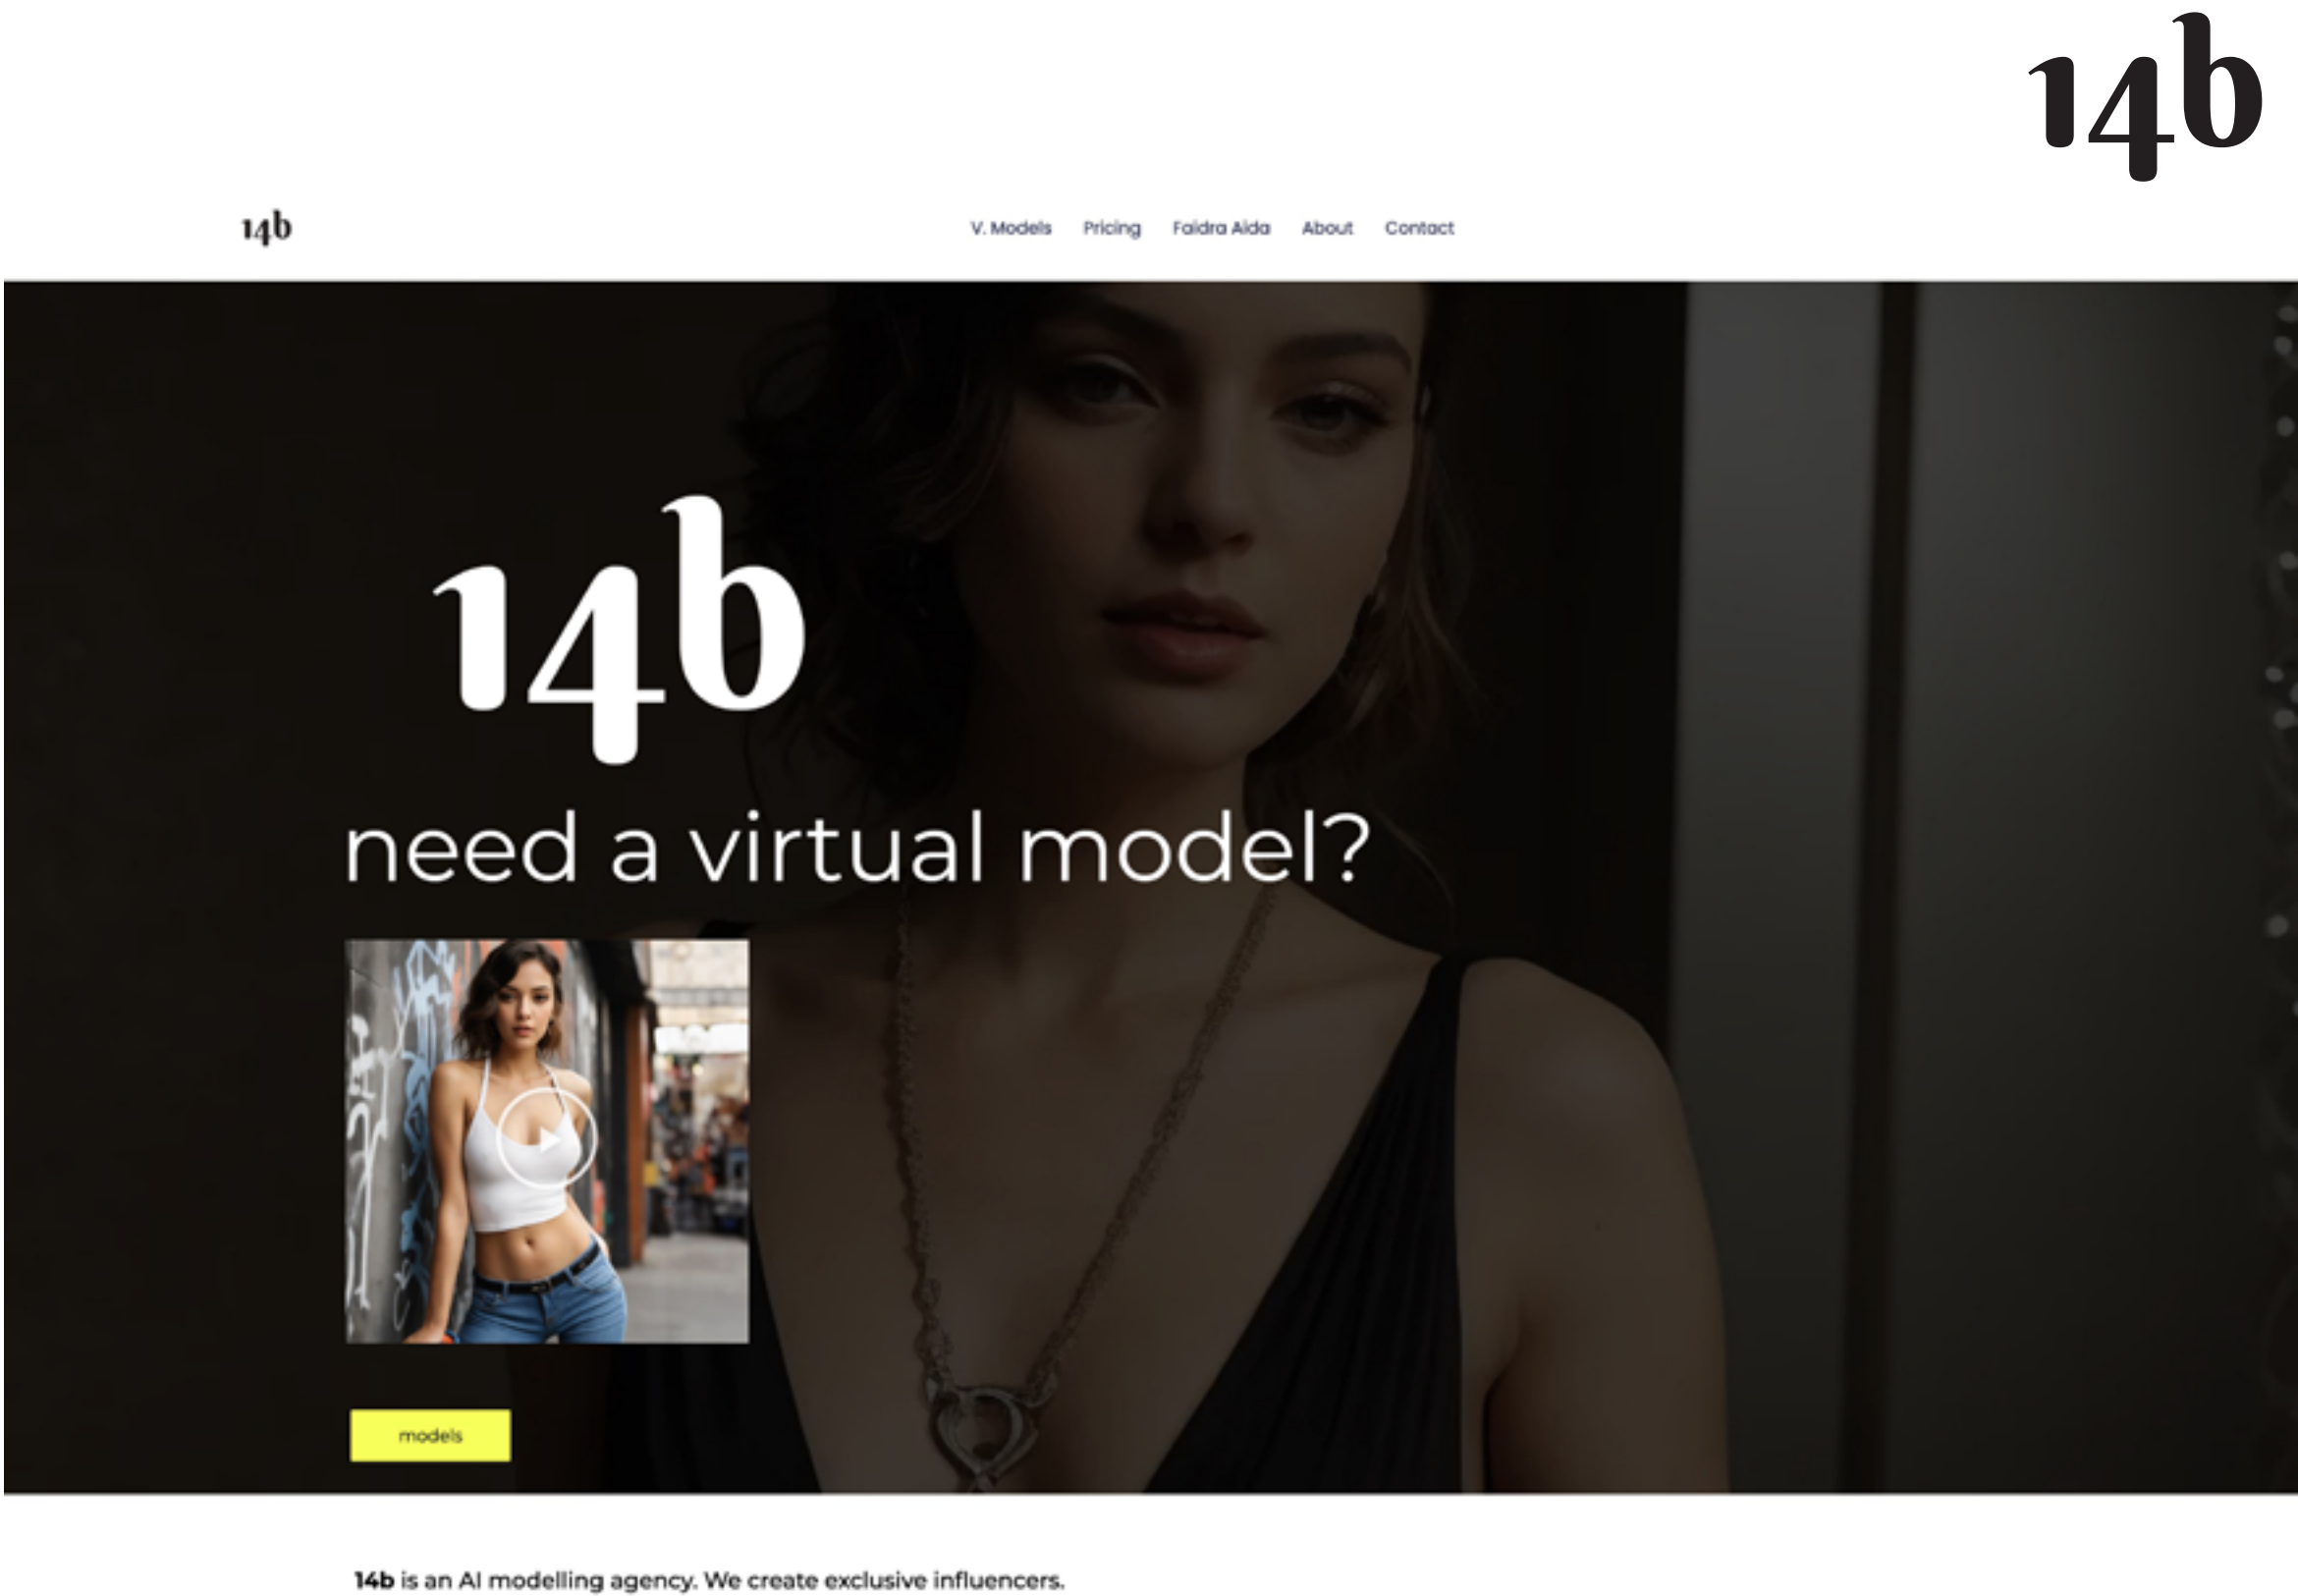 14b
14b
V. Models Pricing Faidra Aida About Contact
14b
need a virtual model?
models
14b is an AI modelling agency. We create exclusive influencers.